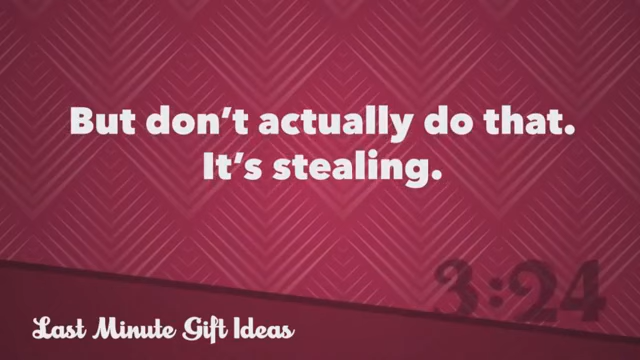 But don't actually do that.
It's stealing.
3:24
Last Minute Gift Ideas